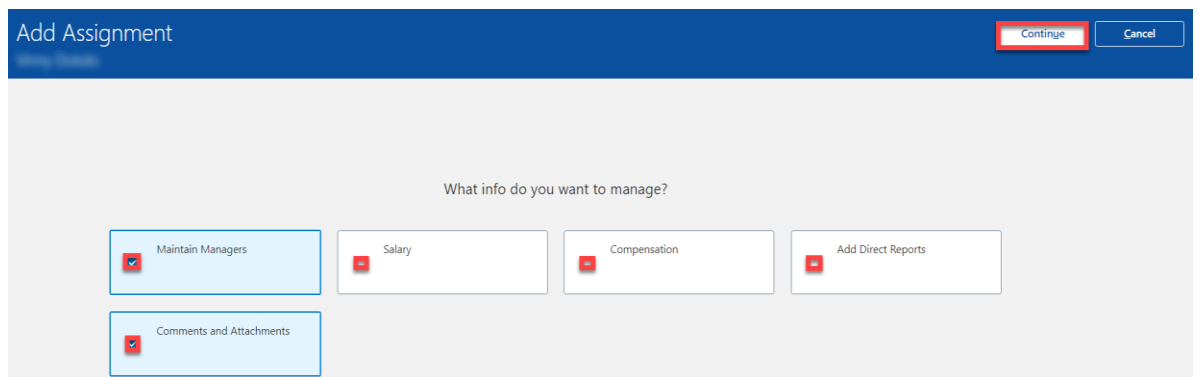 Add Assignment
Continue
Cancel
What info do you want to manage?
Maintain Managers
Salary
Compensation
Add Direct Reports
Comments and Attachments